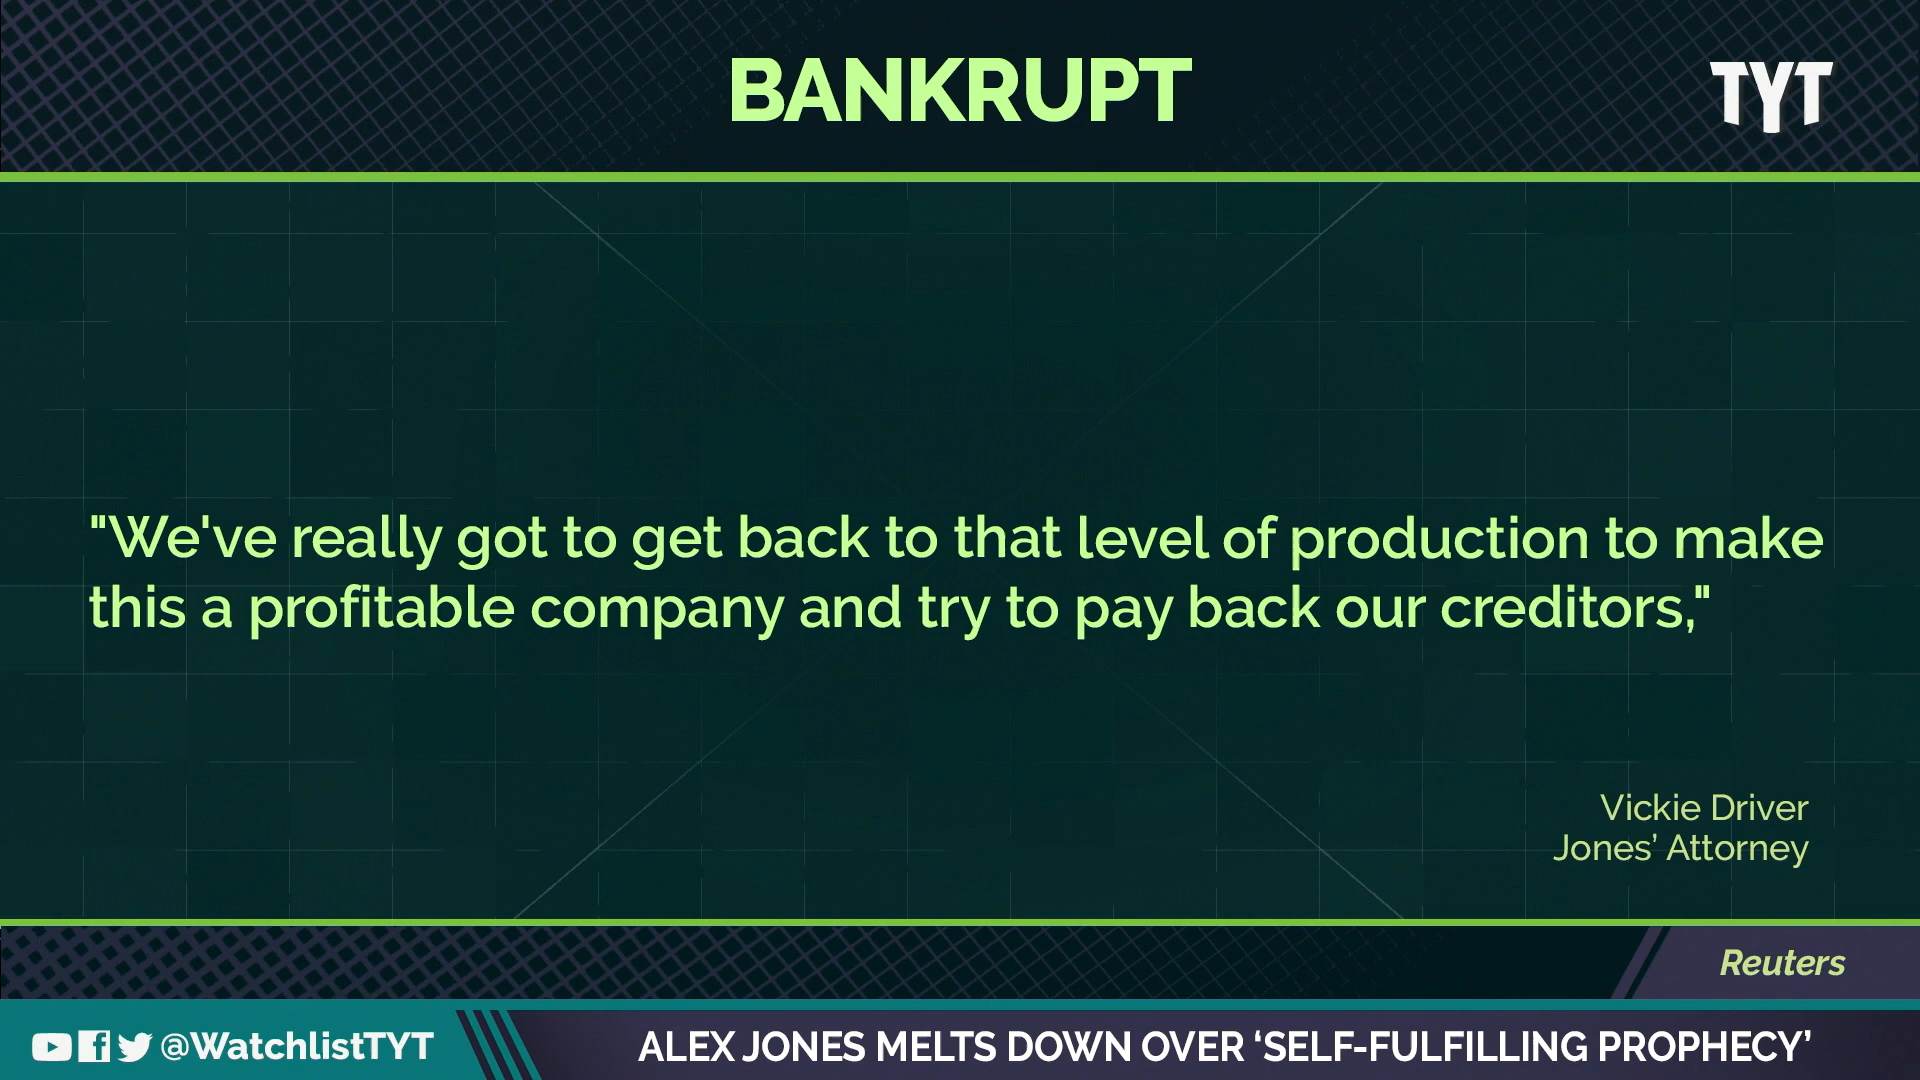 BANKRUPT
TYT
"We've really got to get back to that level of production to make
this a profitable company and try to pay back our creditors,"
Vickie Driver
Jones’ Attorney
Reuters
@WatchlistTYT
ALEX JONES MELTS DOWN OVER ‘SELF-FULFILLING PROPHECY’